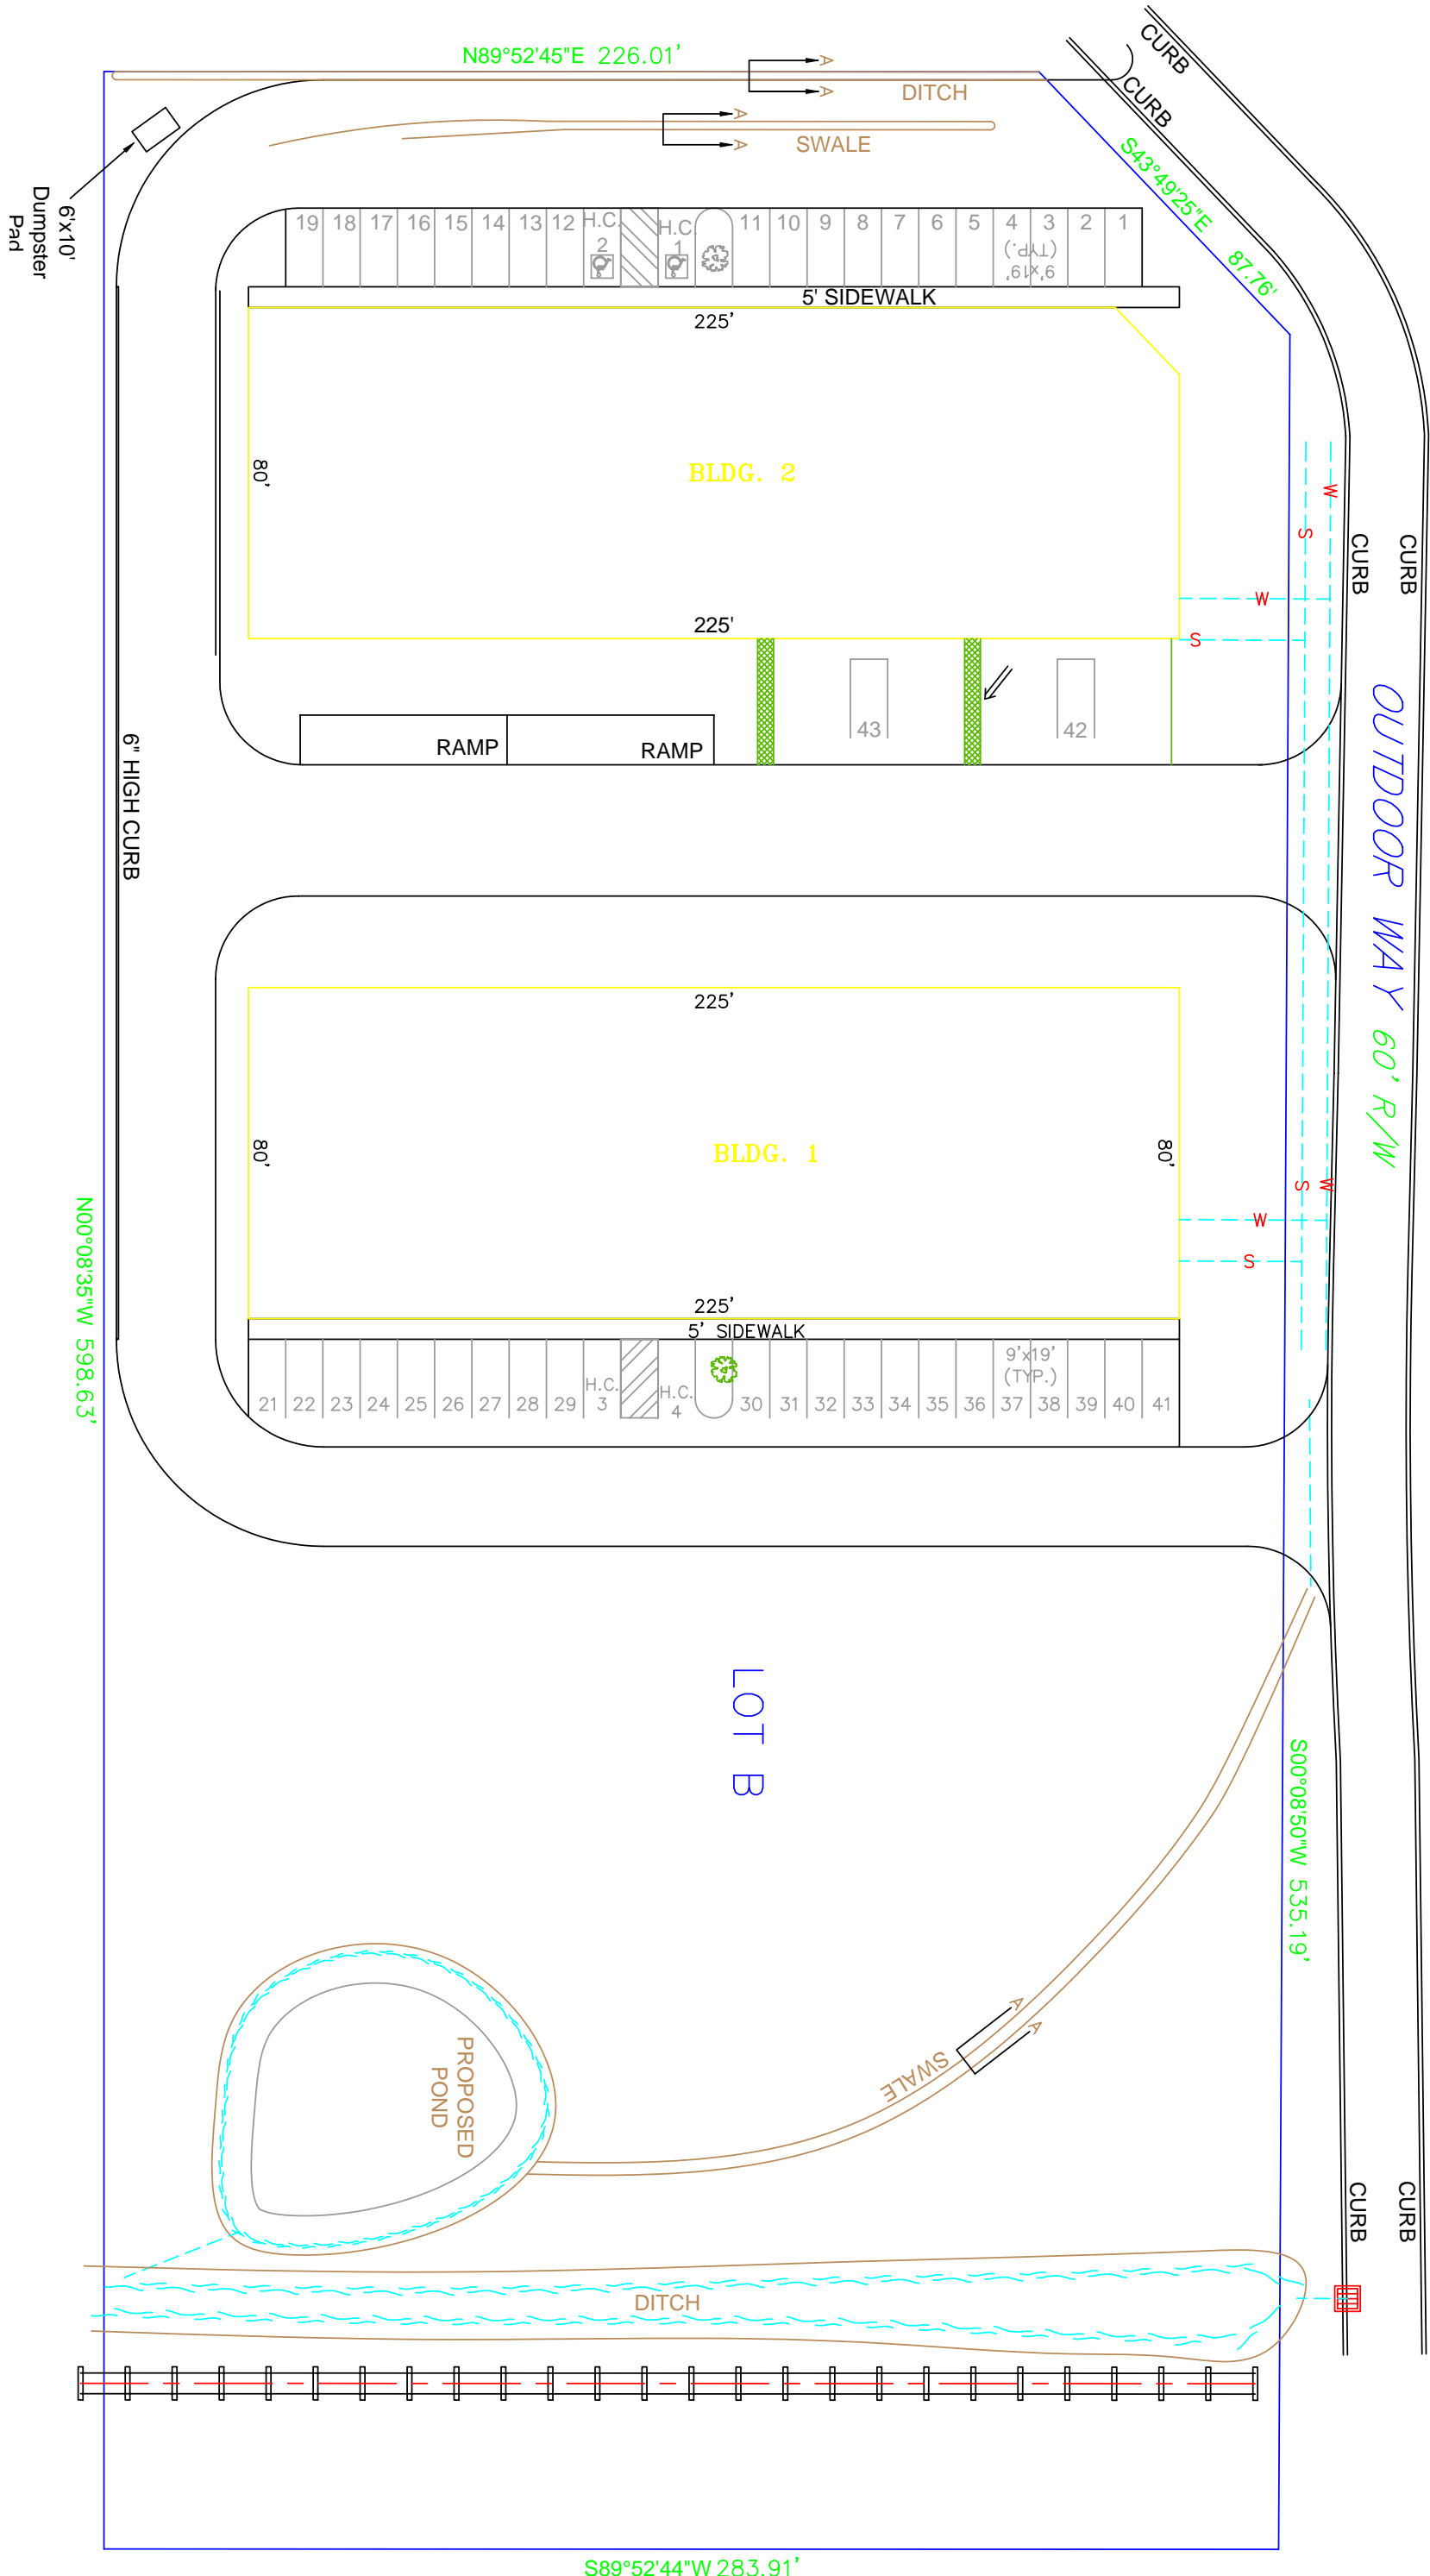 N89°52'45"E 226.01'
CURB
CURB
A
A
DITCH
A
A
SWALE
S43°49'25"E 87.76'
6'x10'
Dumpster
Pad
19 18 17 16 15 14 13 12 H.C. 2 H.C. 1 11 10 9 8 7 6 5 4 3 2 1
9'x19'
(TYP.)
5' SIDEWALK
225'
80'
BLDG. 2
W
S
CURB
CURB
W
225'
S
43
42
RAMP
RAMP
OUTDOOR WAY 60' R/W
6" HIGH CURB
225'
80'
BLDG. 1
80'
S
W
W
S
225'
5' SIDEWALK
9'x19'
(TYP.)
21 22 23 24 25 26 27 28 29 H.C. 3 H.C. 4 30 31 32 33 34 35 36 37 38 39 40 41
N00°08'35"W 598.63'
LOT B
S00°08'50"W 535.19'
A
A
SWALE
PROPOSED
POND
CURB
CURB
DITCH
S89°52'44"W 283.91'